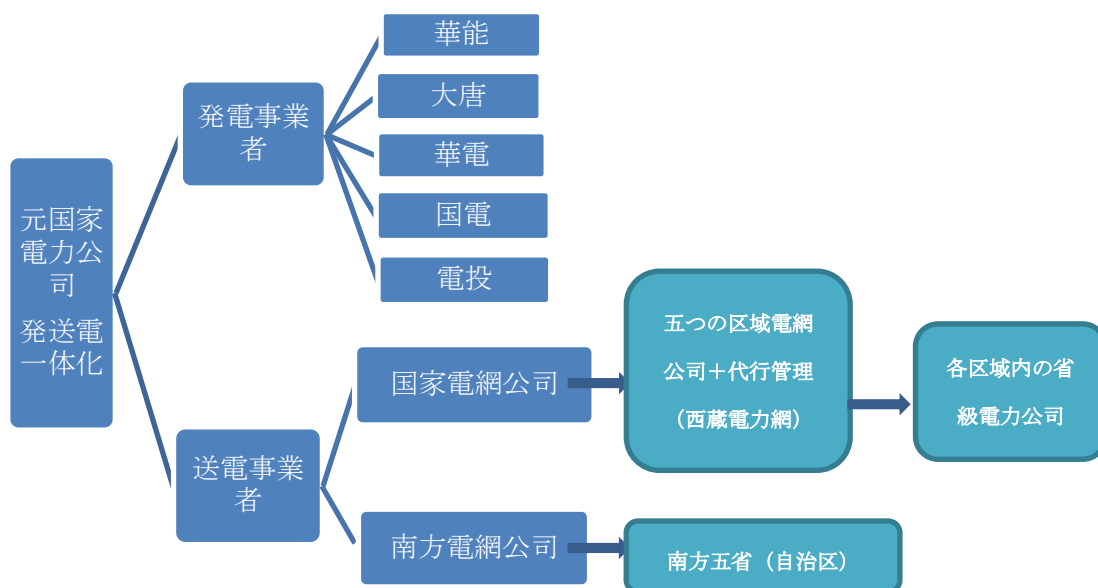 元国家
電力公
司
発送電
一体化
発電事業
者
華能
大唐
華電
国電
電投
送電事業
者
国家電網公司
五つの区域電網
公司＋代行管理
（西蔵電力網）
各区域内の省
級電力公司
南方電網公司
南方五省（自治区）